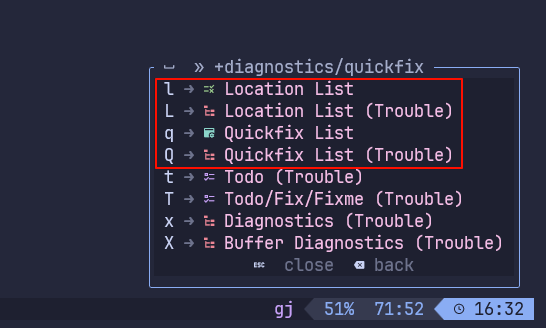 » +diagnostics/quickfix
l → Location List
L → Location List (Trouble)
q → Quickfix List
Q → Quickfix List (Trouble)
t → Todo (Trouble)
T → Todo/Fix/Fixme (Trouble)
x → Diagnostics (Trouble)
X → Buffer Diagnostics (Trouble)
ESC close back
gj 51% 71:52 16:32